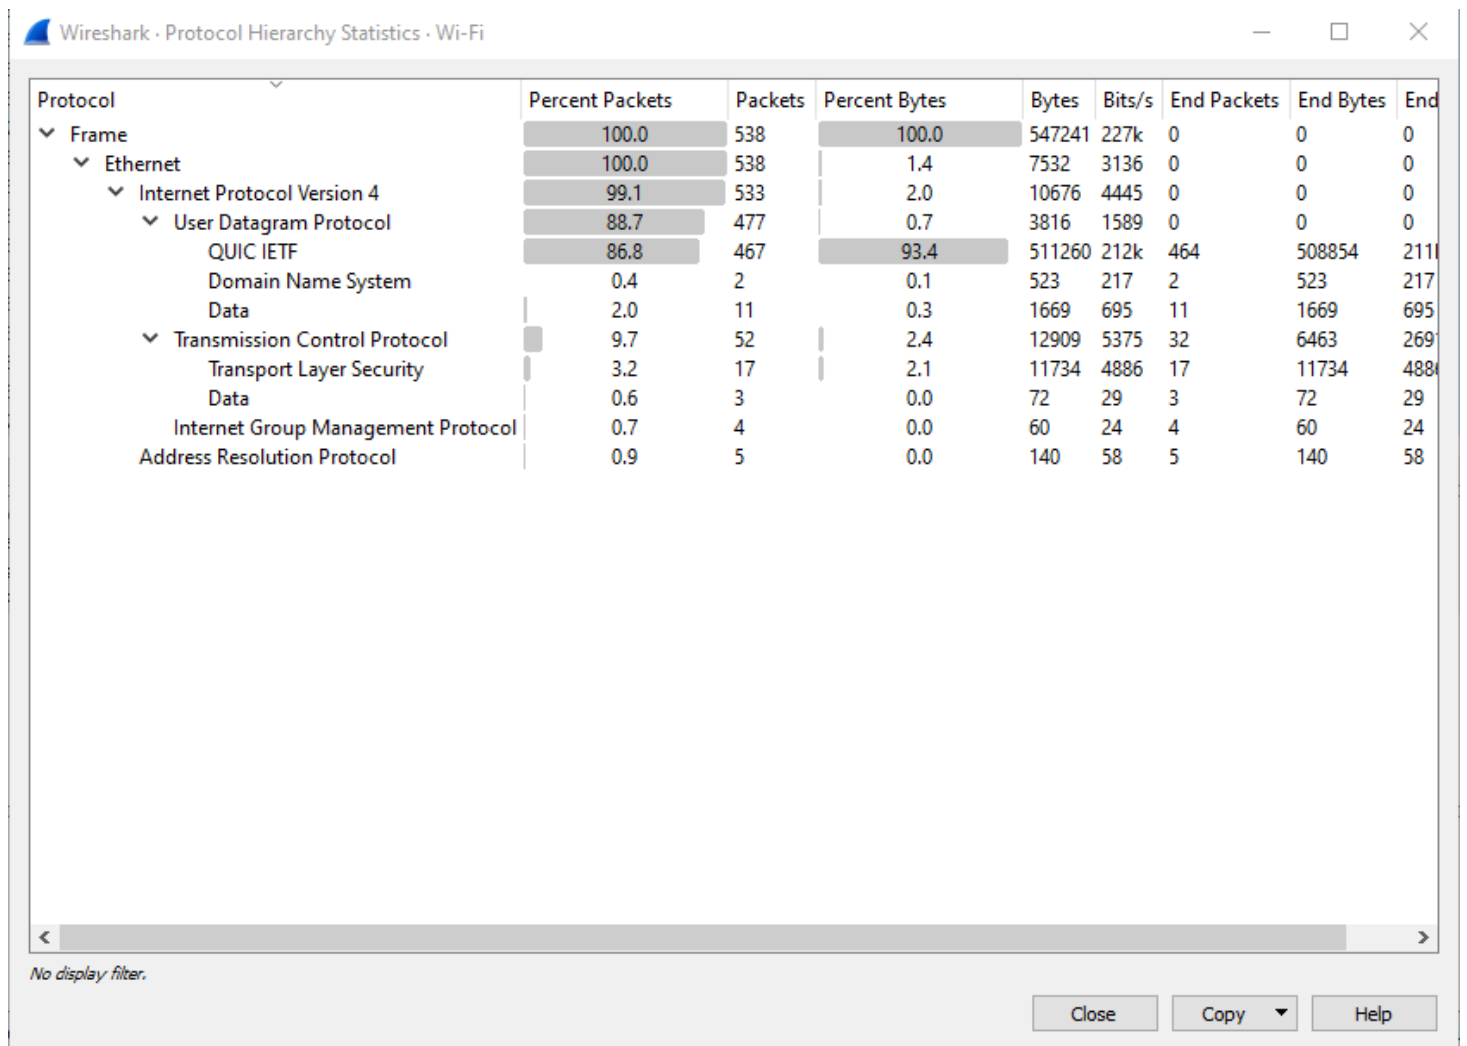 Wireshark · Protocol Hierarchy Statistics · Wi-Fi
Protocol Percent Packets Packets Percent Bytes Bytes Bits/s End Packets End Bytes End
Frame 100.0 538 100.0 547241 227k 0 0 0
Ethernet 100.0 538 1.4 7532 3136 0 0 0
Internet Protocol Version 4 99.1 533 2.0 10676 4445 0 0 0
User Datagram Protocol 88.7 477 0.7 3816 1589 0 0 0
QUIC IETF 86.8 467 93.4 511260 212k 464 508854 211
Domain Name System 0.4 2 0.1 523 217 2 523 217
Data 2.0 11 0.3 1669 695 11 1669 695
Transmission Control Protocol 9.7 52 2.4 12909 5375 32 6463 269
Transport Layer Security 3.2 17 2.1 11734 4886 17 11734 488
Data 0.6 3 0.0 72 29 3 72 29
Internet Group Management Protocol 0.7 4 0.0 60 24 4 60 24
Address Resolution Protocol 0.9 5 0.0 140 58 5 140 58
No display filter.
Close Copy Help